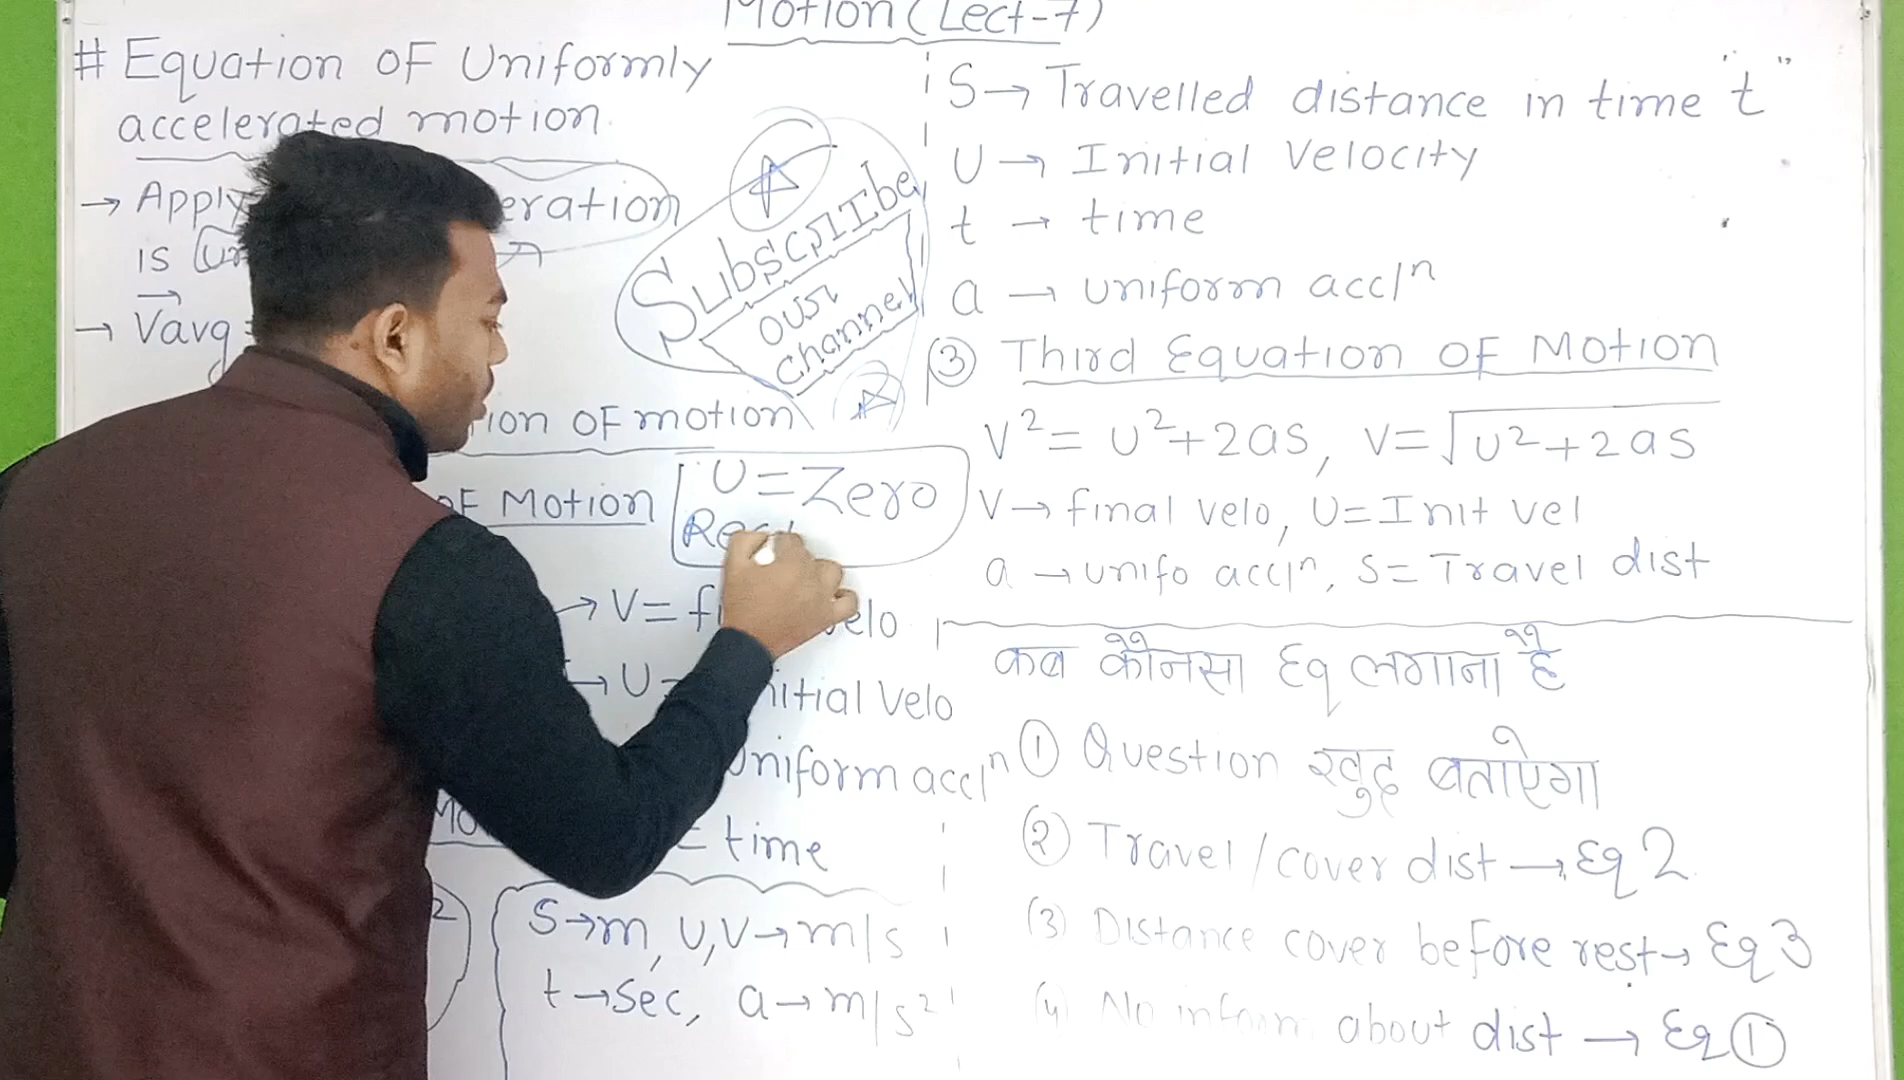 Motion (Lect-7)
# Equation OF Uniformly
accelerated motion.
→ Apply
is
→ Vavg
ion OF motion
OF Motion
U = Zero
Rest
→ V =
elo
→ U = nitial Velo
Uniform accl^n
= time
S→m, U,V→m/s
t→Sec, a→m/s²
Subscribe
our
channel
S→ Travelled distance in time "t"
U → Initial Velocity
t → time
a → uniform accl^n
③ Third Equation OF Motion
V² = U²+2as, V=√U²+2as
V→ final velo, U=Init vel
a →unifo accl^n, S= Travel dist
कब कौनसा Eq लगाना है
① Question खुद बताएगा
② Travel/cover dist → Eq 2
(3) Distance cover before rest→ Eq 3
(4) No inform about dist → Eq ①